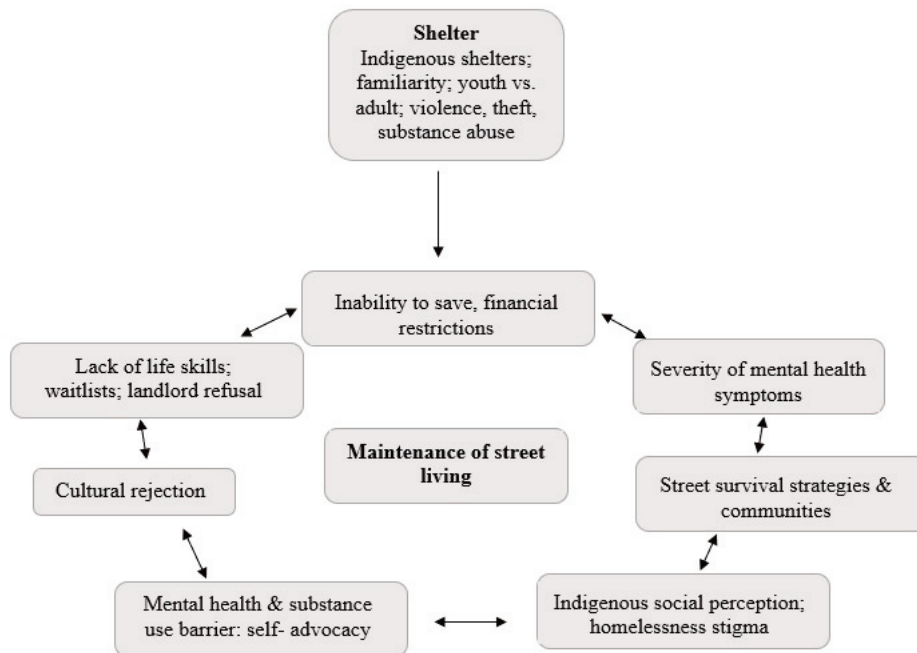 Shelter
Indigenous shelters;
familiarity; youth vs.
adult; violence, theft,
substance abuse
Inability to save, financial
restrictions
Lack of life skills;
waitlists; landlord refusal
Severity of mental health
symptoms
Maintenance of street
living
Cultural rejection
Street survival strategies &
communities
Mental health & substance
use barrier: self- advocacy
Indigenous social perception;
homelessness stigma